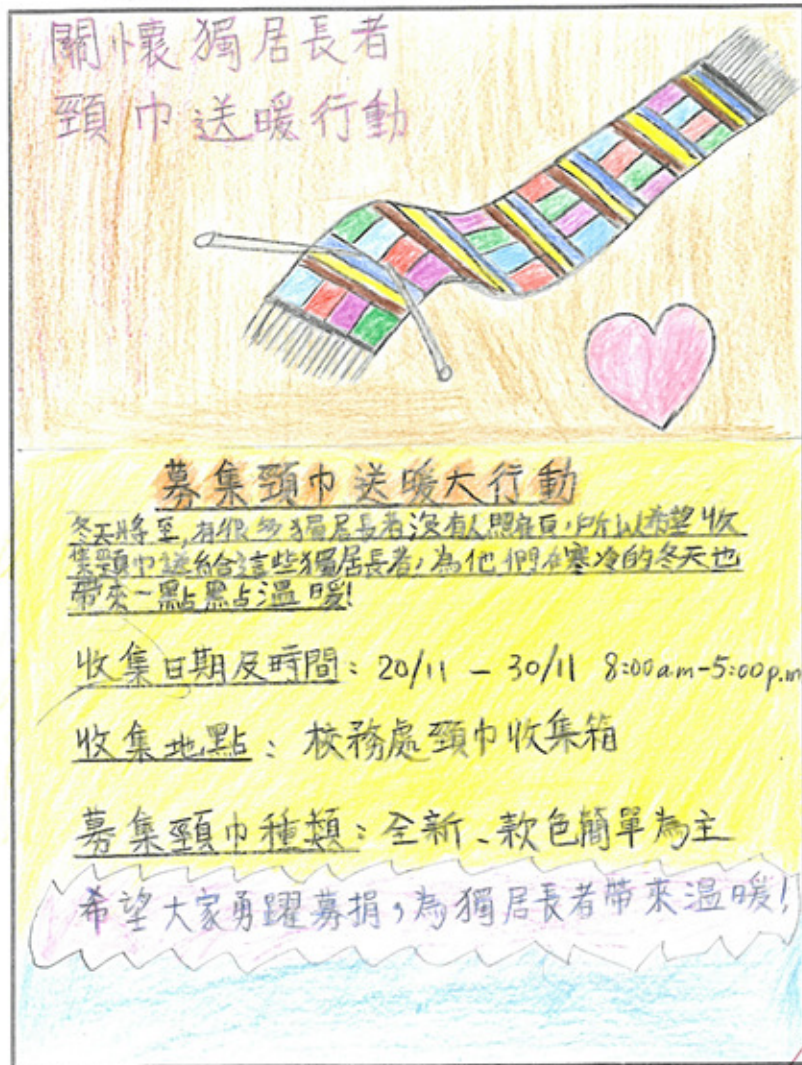 關懷獨居長者
頸巾送暖行動
募集頸巾送暖大行動
冬天將至,有很多獨居長者沒有人照顧,所以希望收
集頸巾送給這些獨居長者,為他們在寒冷的冬天也
帶來一點點溫暖!
收集日期及時間:20/11 - 30/11 8:00a.m-5:00p.m
收集地點:校務處頸巾收集箱
募集頸巾種類:全新、款色簡單為主
希望大家勇躍募捐,為獨居長者帶來溫暖!